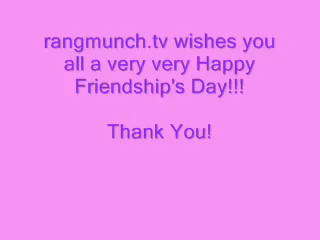 rangmunch.tv wishes you
all a very very Happy
Friendship's Day!!!
Thank You!